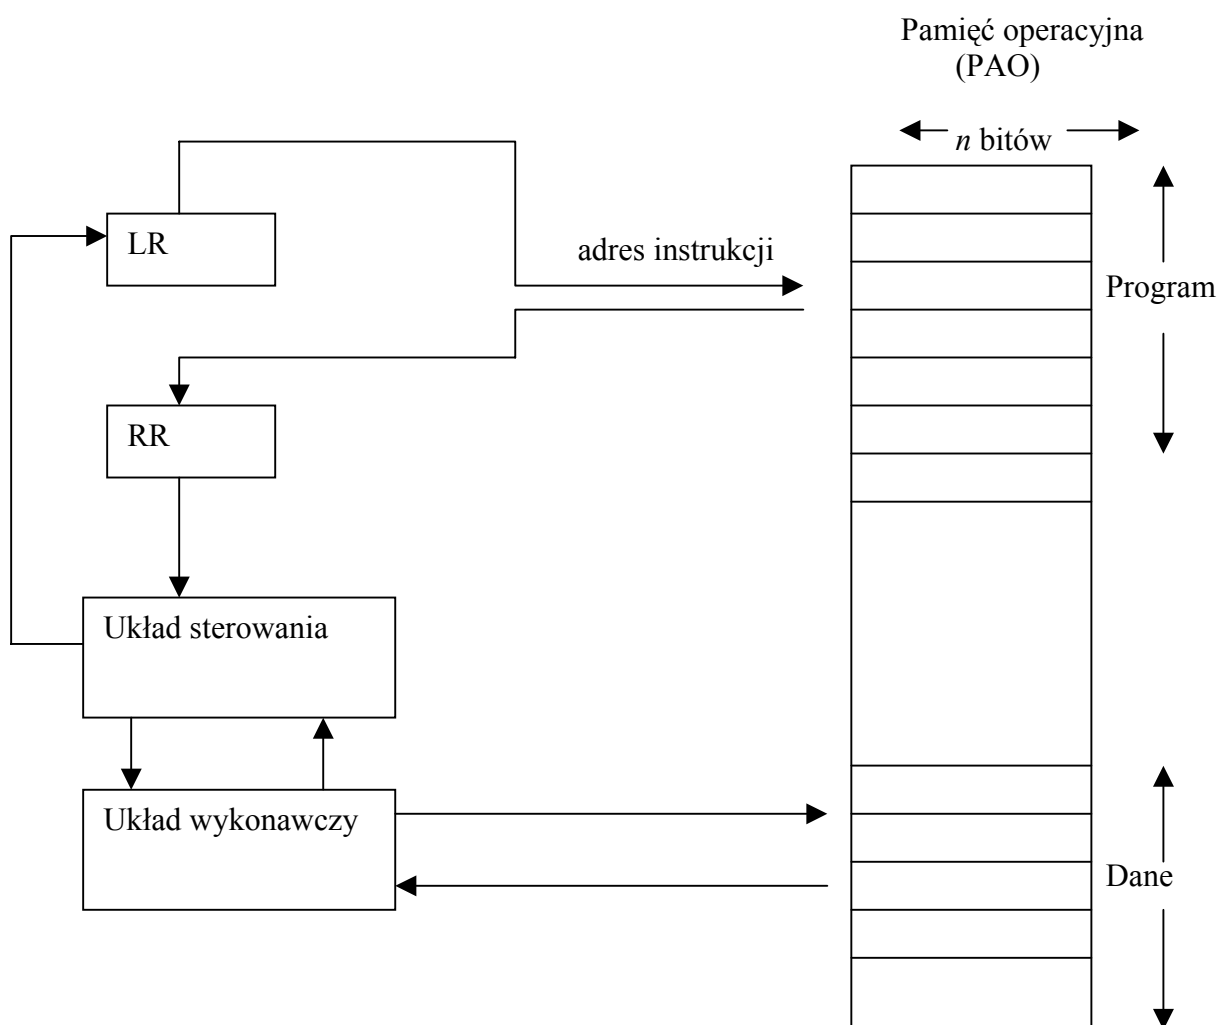 Pamięć operacyjna
(PAO)
n bitów
LR
adres instrukcji
Program
RR
Układ sterowania
Układ wykonawczy
Dane